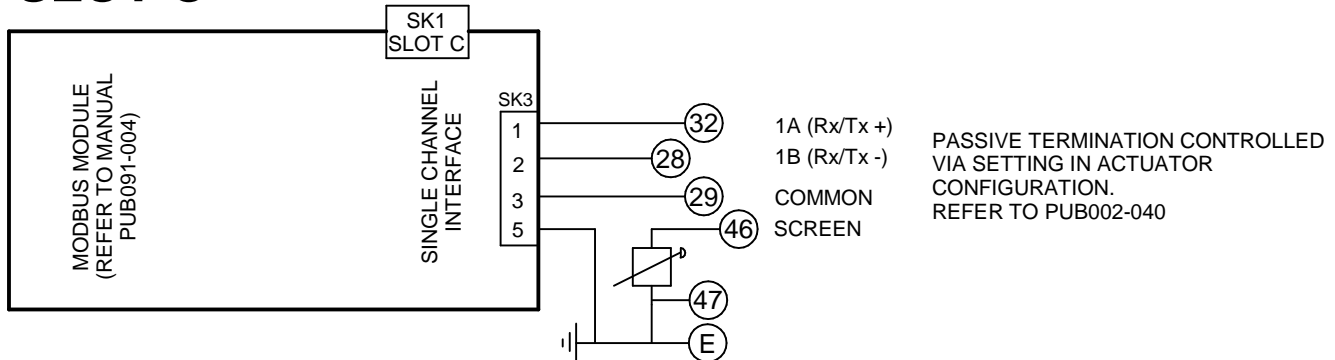 SK1
SLOT C
MODBUS MODULE
(REFER TO MANUAL
PUB091-004)
SINGLE CHANNEL
INTERFACE
SK3
1
2
3
5
32
28
29
46
47
E
1A (Rx/Tx +)
1B (Rx/Tx -)
COMMON
SCREEN
PASSIVE TERMINATION CONTROLLED
VIA SETTING IN ACTUATOR
CONFIGURATION.
REFER TO PUB002-040